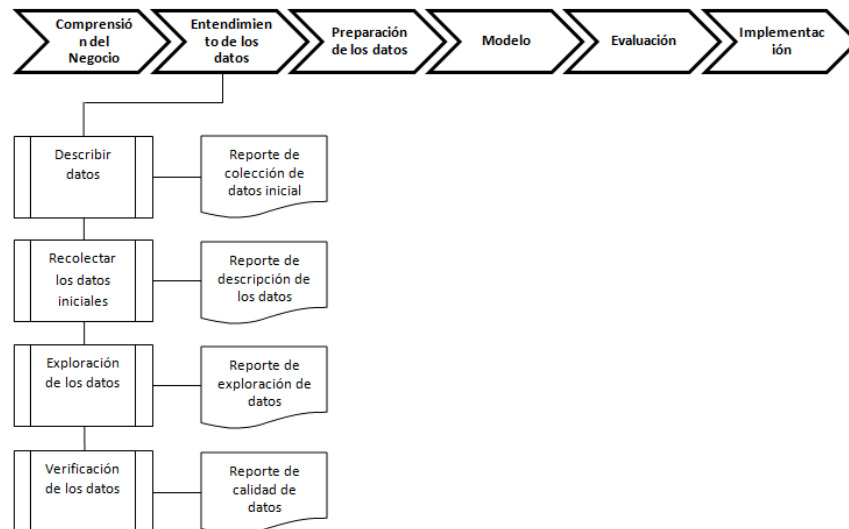 Comprensió
n del
Negocio
Entendimien
to de los
datos
Preparación
de los datos
Modelo
Evaluación
Implementac
ión
Describir
datos
Reporte de
colección de
datos inicial
Recolectar
los datos
iniciales
Reporte de
descripción de
los datos
Exploración
de los datos
Reporte de
exploración de
datos
Verificación
de los datos
Reporte de
calidad de
datos